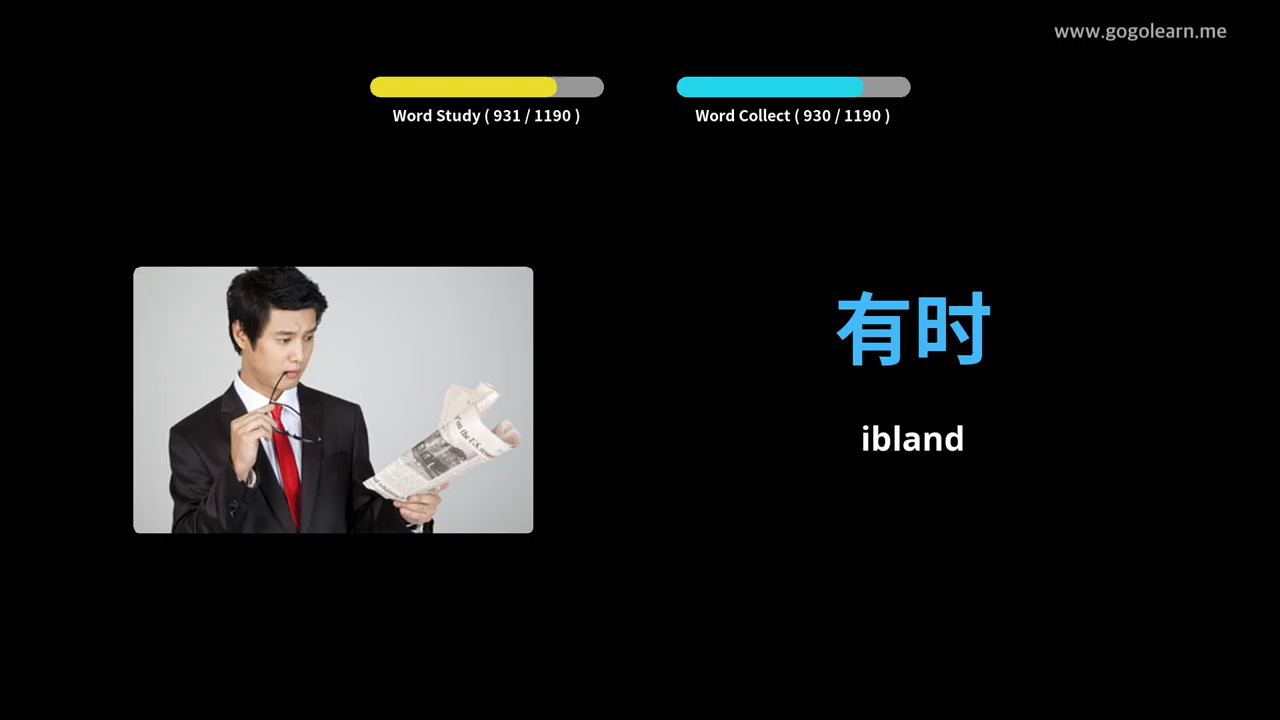 www.gogolearn.me
Word Study ( 931 / 1190 )
Word Collect ( 930 / 1190 )
有时
ibland